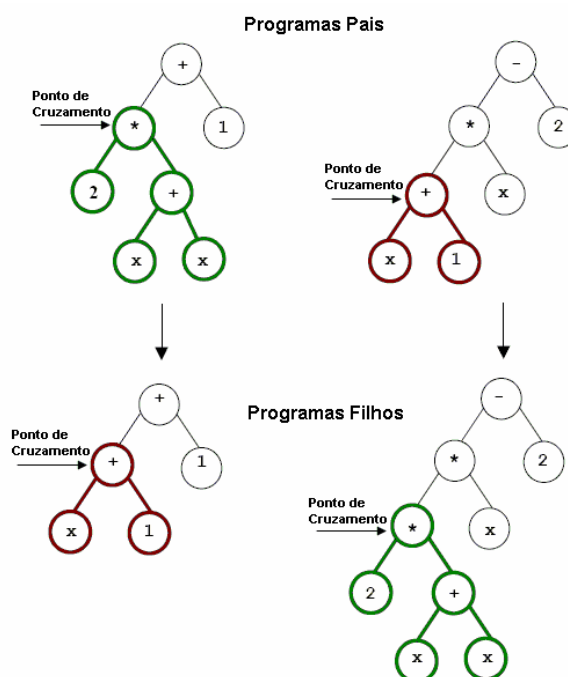 Programas Pais
+
-
Ponto de
Cruzamento
*
1
*
2
Ponto de
Cruzamento
2
+
+
x
x
x
x
1
+
-
Programas Filhos
Ponto de
Cruzamento
+
1
*
2
Ponto de
Cruzamento
x
1
*
x
2
+
x
x